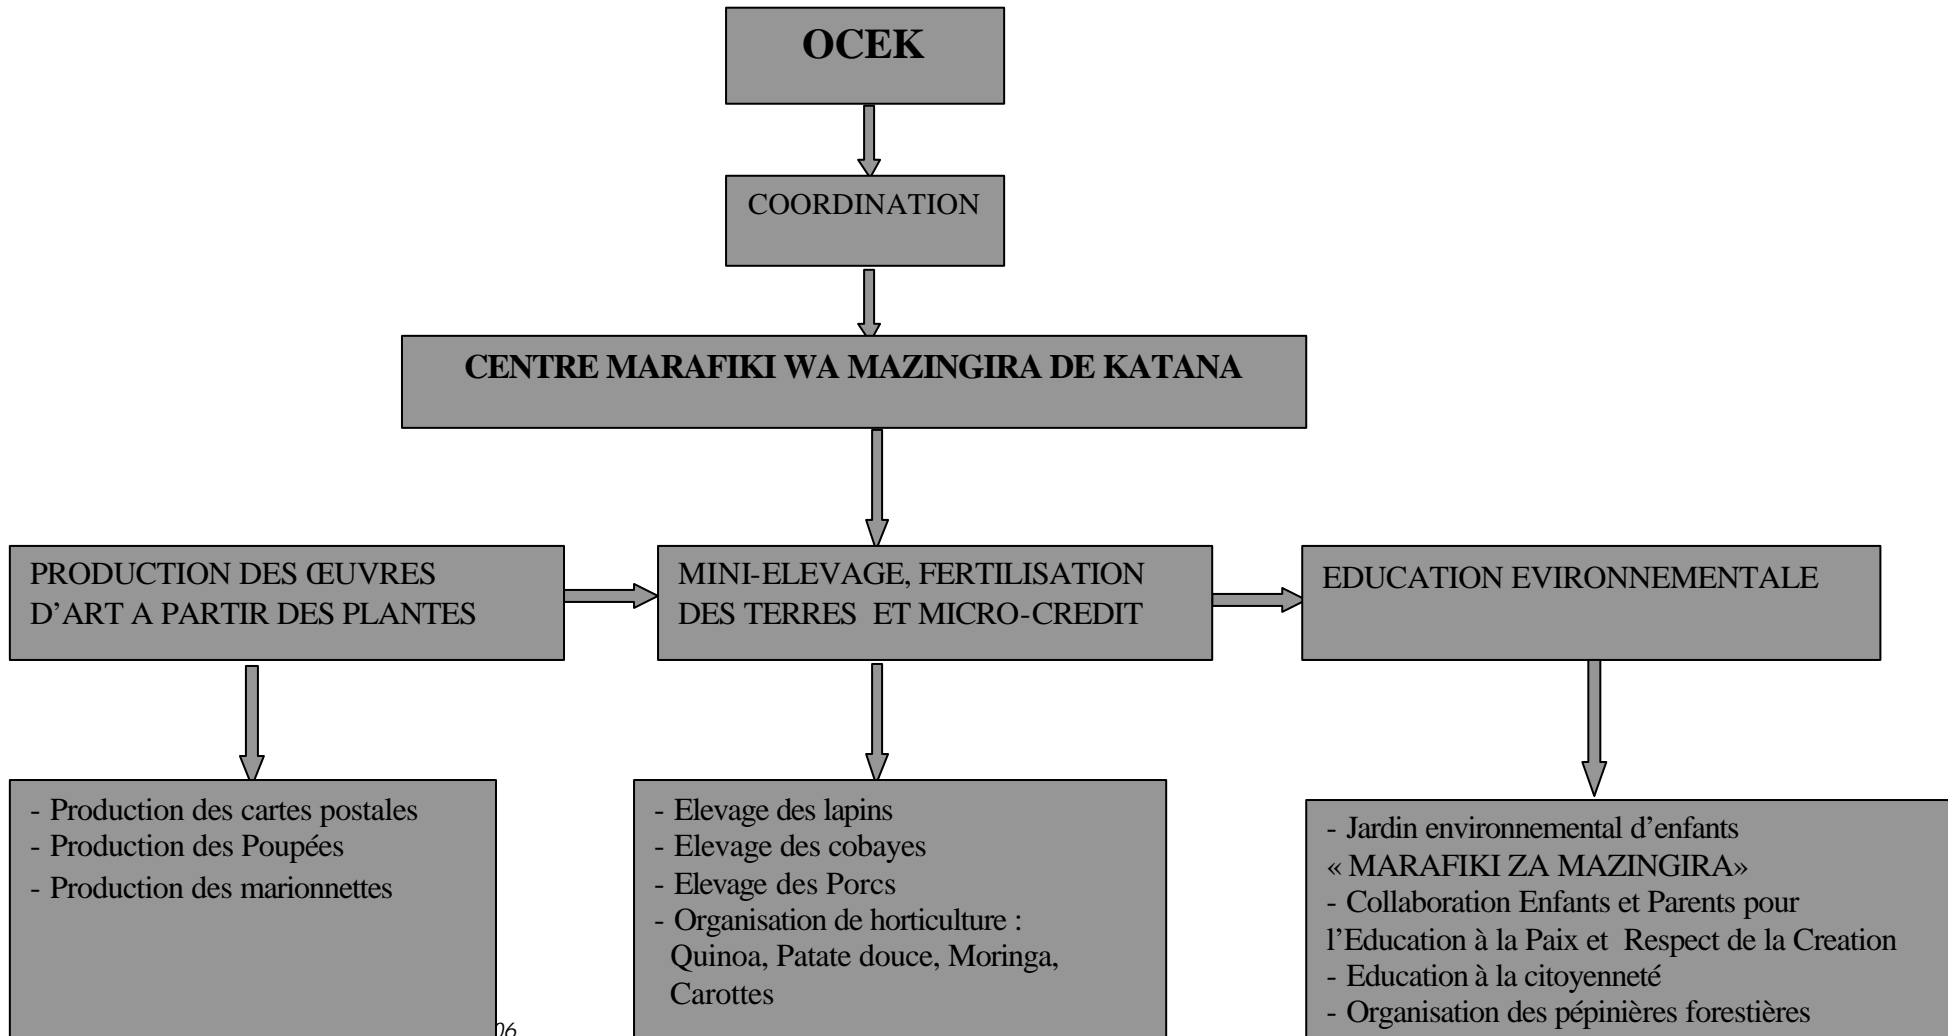 OCEK
COORDINATION
CENTRE MARAFIKI WA MAZINGIRA DE KATANA
PRODUCTION DES ŒUVRES
D’ART A PARTIR DES PLANTES
MINI-ELEVAGE, FERTILISATION
DES TERRES ET MICRO-CREDIT
EDUCATION EVIRONNEMENTALE
- Production des cartes postales
- Production des Poupées
- Production des marionnettes
- Elevage des lapins
- Elevage des cobayes
- Elevage des Porcs
- Organisation de horticulture :
Quinoa, Patate douce, Moringa,
Carottes
- Jardin environmental d’enfants
« MARAFIKI ZA MAZINGIRA»
- Collaboration Enfants et Parents pour
l’Education à la Paix et Respect de la Creation
- Education à la citoyenneté
- Organisation des pépinières forestières